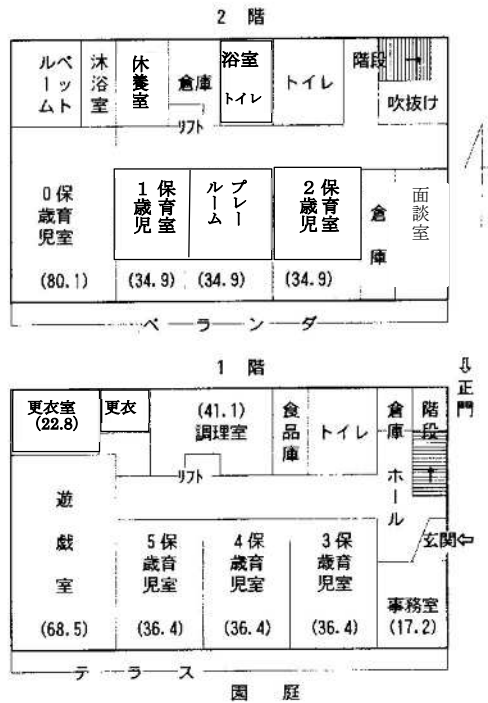 2 階
ベットルーム
沐浴室
休養室
倉庫
浴室
トイレ
トイレ
階段
吹抜け
リフト
0歳児保育室
(80.1)
1歳児保育室
(34.9)
プレールーム
(34.9)
2歳児保育室
(34.9)
倉庫
面談室
ベランダ
1 階
⇩正門
更衣室
(22.8)
更衣
(41.1)
調理室
食品庫
トイレ
倉庫
階段
リフト
ホール
遊戯室
(68.5)
5歳児保育室
(36.4)
4歳児保育室
(36.4)
3歳児保育室
(36.4)
玄関⇦
事務室
(17.2)
テラス
園庭